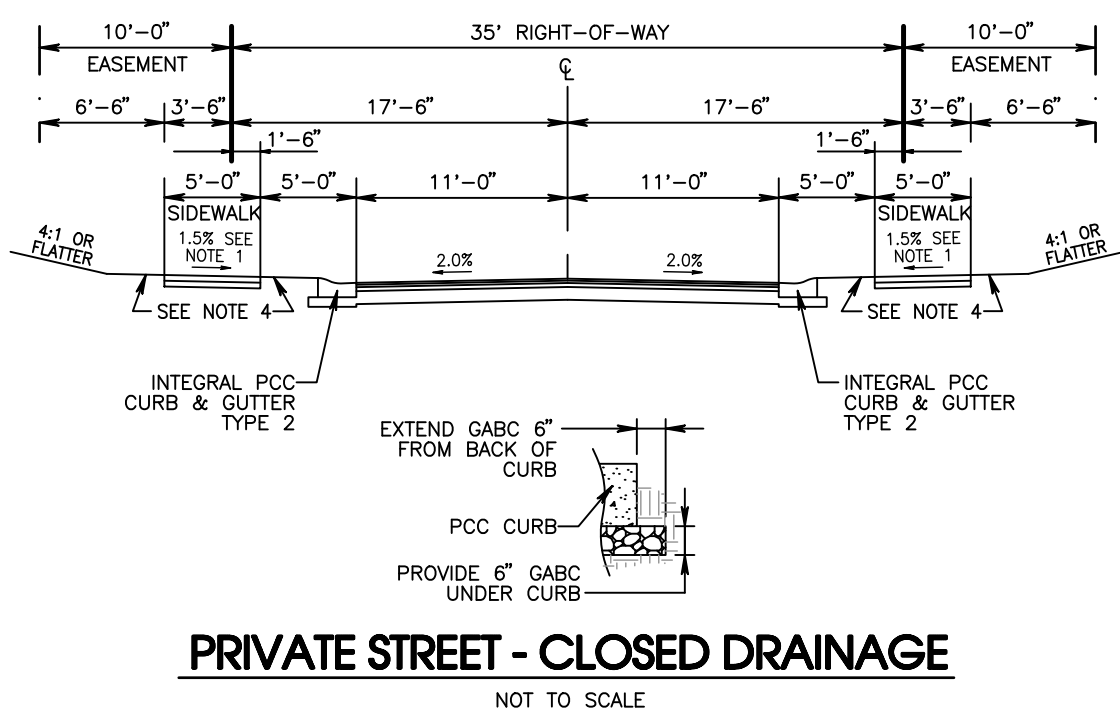 10'-0" 35' RIGHT-OF-WAY 10'-0"
EASEMENT ℄ EASEMENT
6'-6" 3'-6" 17'-6" 17'-6" 3'-6" 6'-6"
1'-6" 1'-6"
5'-0" 5'-0" 11'-0" 11'-0" 5'-0" 5'-0"
SIDEWALK SIDEWALK
4:1 OR
FLATTER
1.5% SEE
NOTE 1
2.0% 2.0%
1.5% SEE
NOTE 1
4:1 OR
FLATTER
SEE NOTE 4 SEE NOTE 4
INTEGRAL PCC
CURB & GUTTER
TYPE 2
INTEGRAL PCC
CURB & GUTTER
TYPE 2
EXTEND GABC 6"
FROM BACK OF
CURB
PCC CURB
PROVIDE 6" GABC
UNDER CURB
PRIVATE STREET - CLOSED DRAINAGE
NOT TO SCALE